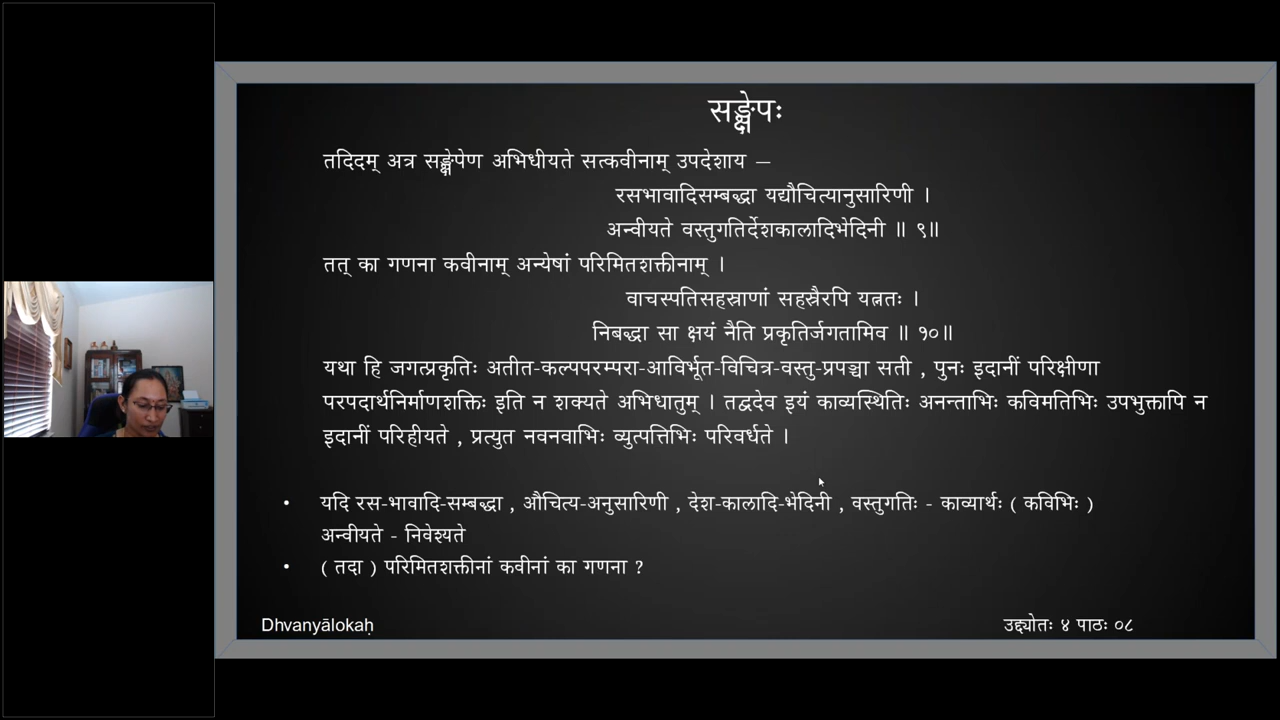 सङ्क्षेपः
तदिदम् अत्र सङ्क्षेपेण अभिधीयते सत्कवीनाम् उपदेशाय –
रसभावादिसम्बद्धा यद्यौचित्यानुसारिणी ।
अन्वीयते वस्तुगतिर्देशकालादिभेदिनी ॥ ९॥
तत् का गणना कवीनाम् अन्येषां परिमितशक्तीनाम् ।
वाचस्पतिसहस्राणां सहस्रैरपि यत्नतः ।
निबद्धा सा क्षयं नैति प्रकृतिर्जगतामिव ॥ १०॥
यथा हि जगत्प्रकृतिः अतीत-कल्पपरम्परा-आविर्भूत-विचित्र-वस्तु-प्रपञ्चा सती , पुनः इदानीं परिक्षीणा
परपदार्थनिर्माणशक्तिः इति न शक्यते अभिधातुम् । तद्वदेव इयं काव्यस्थितिः अनन्ताभिः कविमतिभिः उपभुक्तापि न
इदानीं परिहीयते , प्रत्युत नवनवाभिः व्युत्पत्तिभिः परिवर्धते ।
• यदि रस-भावादि-सम्बद्धा , औचित्य-अनुसारिणी , देश-कालादि-भेदिनी , वस्तुगतिः - काव्यार्थः ( कविभिः )
अन्वीयते - निवेश्यते
• ( तदा ) परिमितशक्तीनां कवीनां का गणना ?
Dhvanyālokaḥ उद्द्योतः ४ पाठः ०८